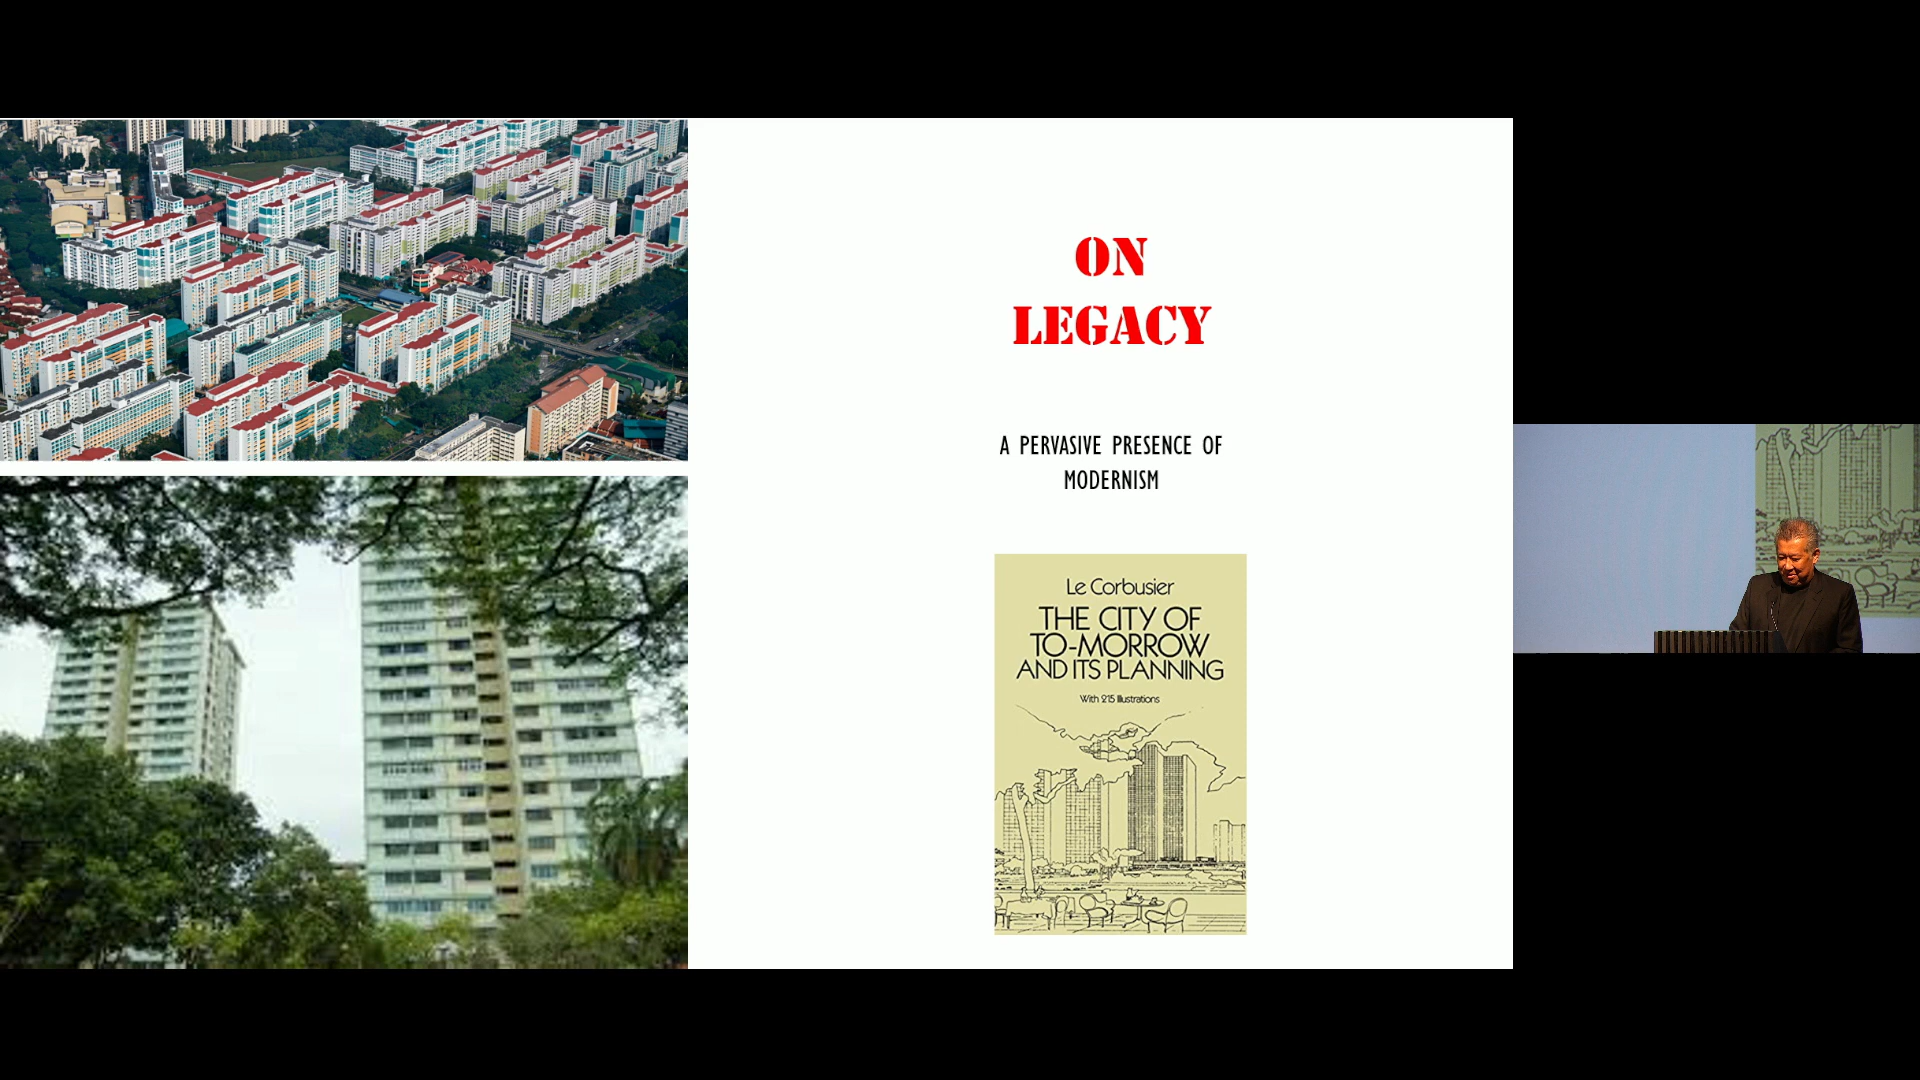 ON
LEGACY
A PERVASIVE PRESENCE OF
MODERNISM
Le Corbusier
THE CITY OF
TO-MORROW
AND ITS PLANNING
With 215 Illustrations